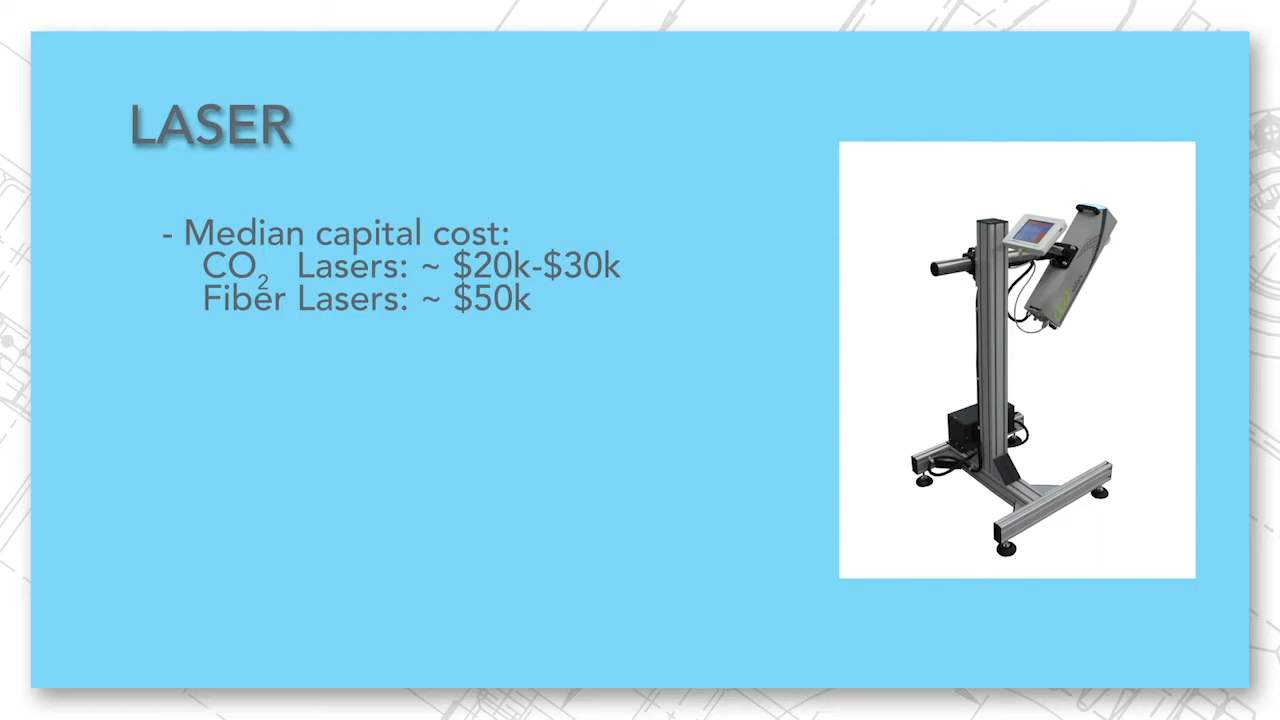 LASER
- Median capital cost:
CO₂ Lasers: ~ $20k-$30k
Fiber Lasers: ~ $50k